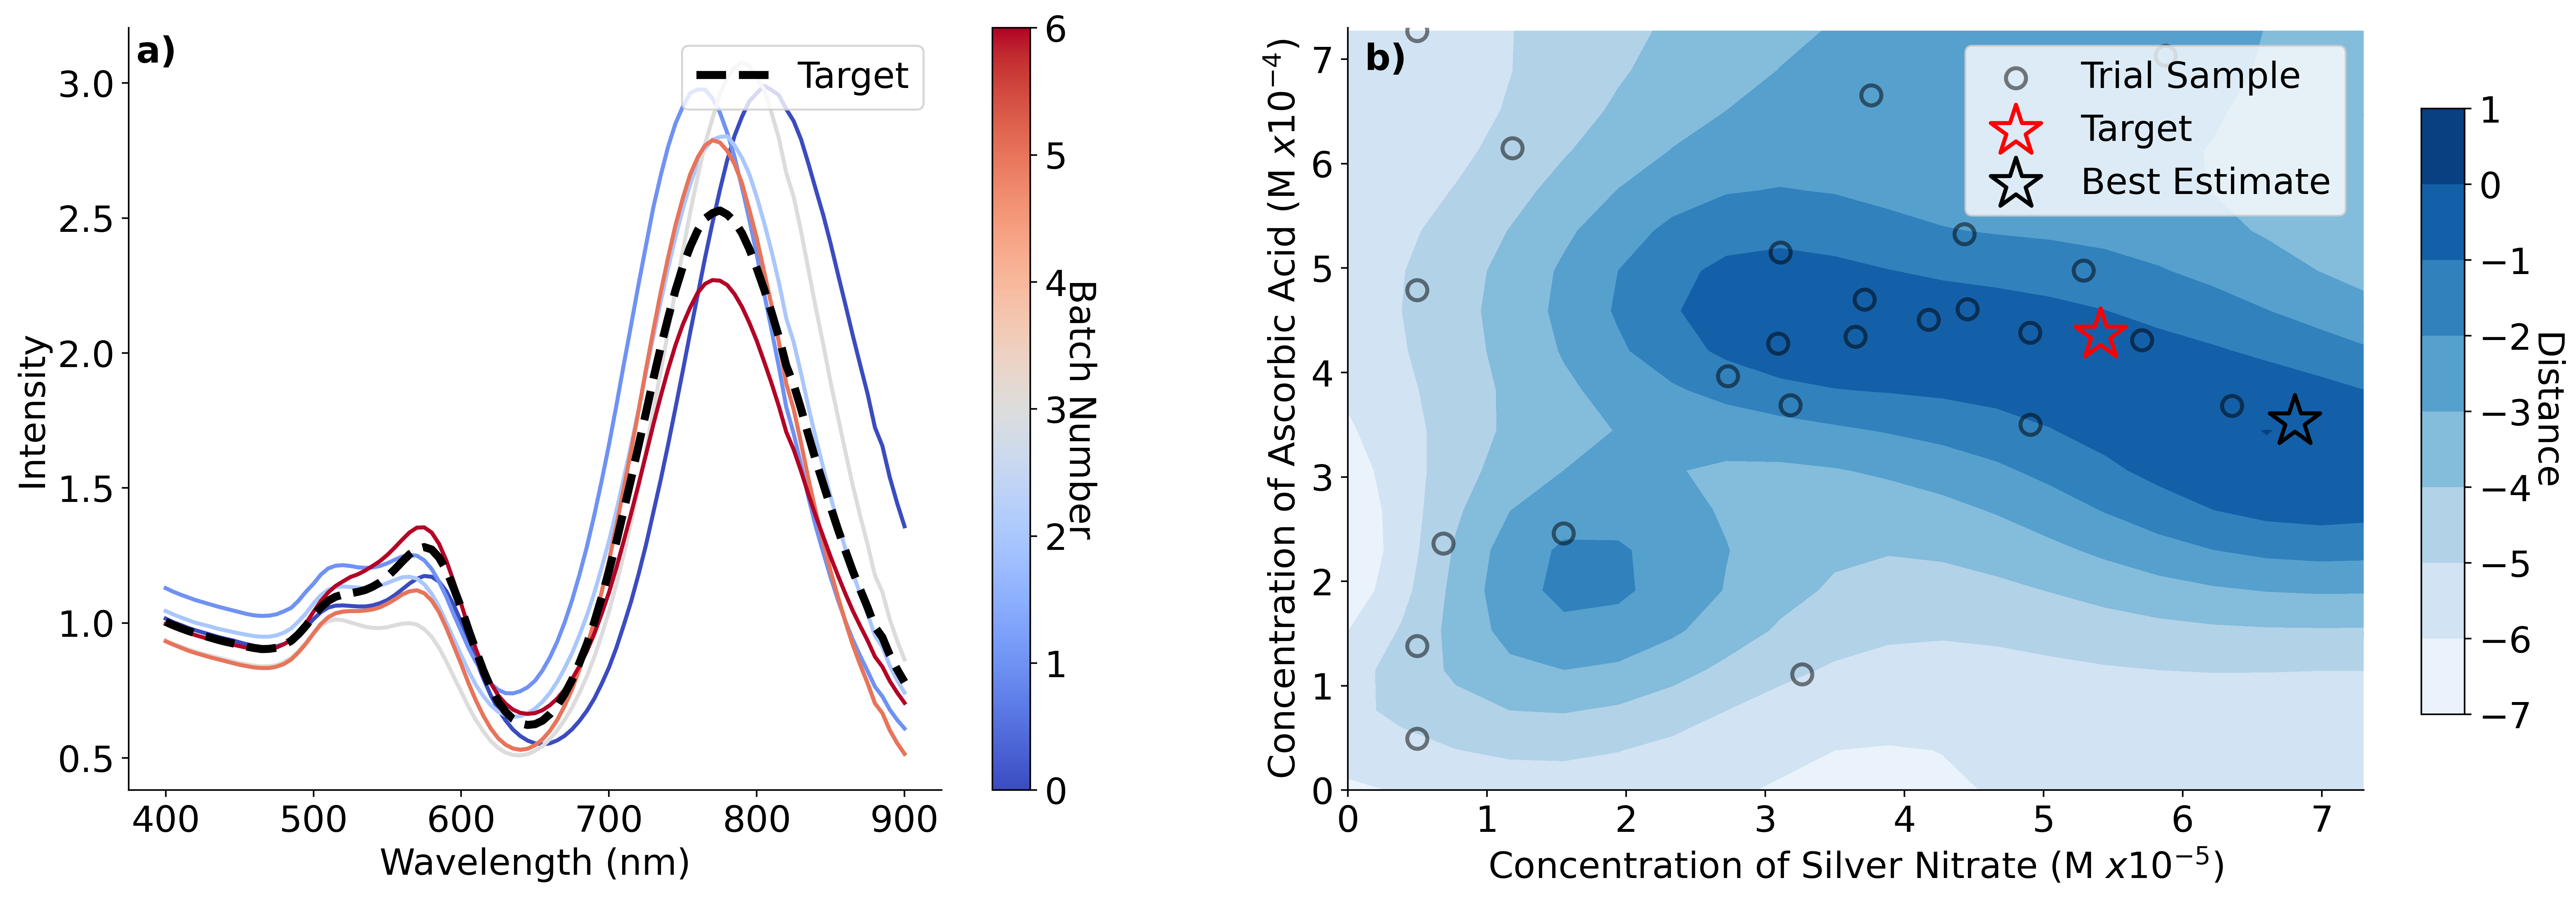 a)
Target
3.0
2.5
2.0
1.5
1.0
0.5
Intensity
400 500 600 700 800 900
Wavelength (nm)
6
5
4
3
2
1
0
Batch Number
b)
Trial Sample
Target
Best Estimate
7
6
5
4
3
2
1
0
Concentration of Ascorbic Acid (M x10⁻⁴)
0 1 2 3 4 5 6 7
Concentration of Silver Nitrate (M x10⁻⁵)
1
0
−1
−2
−3
−4
−5
−6
−7
Distance